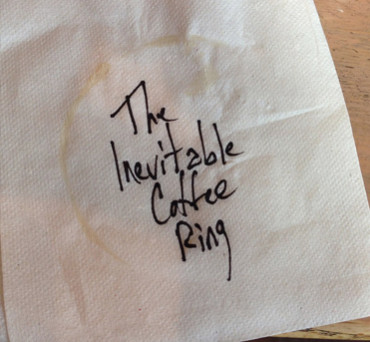 The
Inevitable
Coffee
Ring